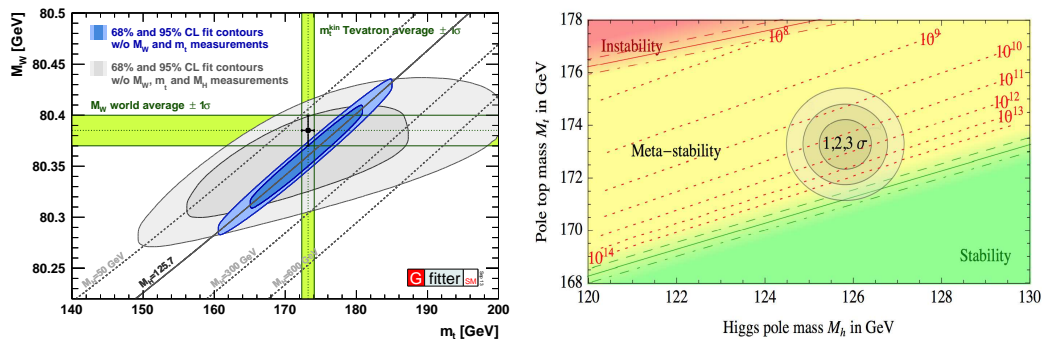 80.5
80.45
80.4
80.35
80.3
80.25
M_W [GeV]
68% and 95% CL fit contours
w/o M_W and m_t measurements
68% and 95% CL fit contours
w/o M_W, m_t and M_H measurements
m_t^kin Tevatron average ± 1σ
M_W world average ± 1σ
M_H=50 GeV
M_H=125.7
M_H=300 GeV
M_H=600 GeV
G fitter SM
140 150 160 170 180 190 200
m_t [GeV]
178
176
174
172
170
168
Pole top mass M_t in GeV
Instability
10^8
10^9
10^10
10^11
10^12
10^13
1,2,3 σ
Meta-stability
10^14
Stability
120 122 124 126 128 130
Higgs pole mass M_h in GeV